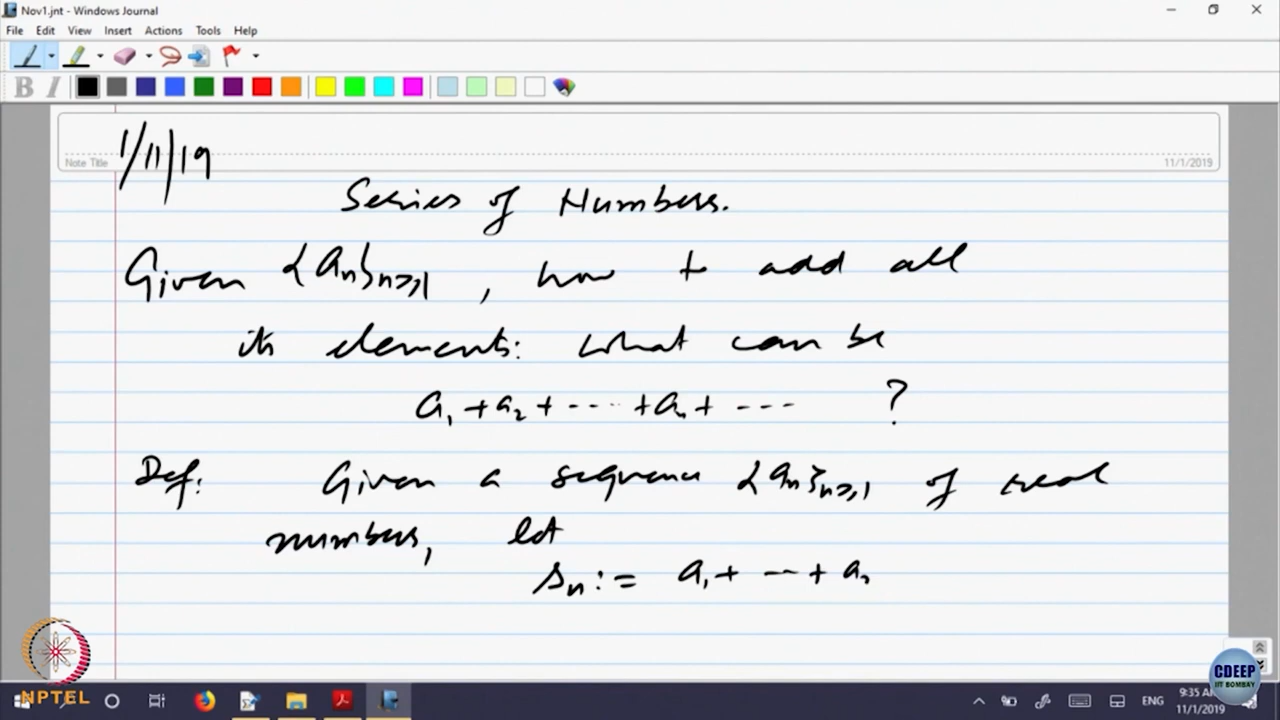 Nov1.jnt - Windows Journal
File Edit View Insert Actions Tools Help
B I
1/11/19
Note Title
11/1/2019
Series of Numbers.
Given {an}n≥1, how to add all
its elements: what can be
a1 + a2 + ---- + an + --- ?
Def: Given a sequence {an}n≥1 of real
numbers, let
sn := a1 + --- + an
NPTEL
CDEEP
IIT BOMBAY
ENG
9:35 AM
11/1/2019